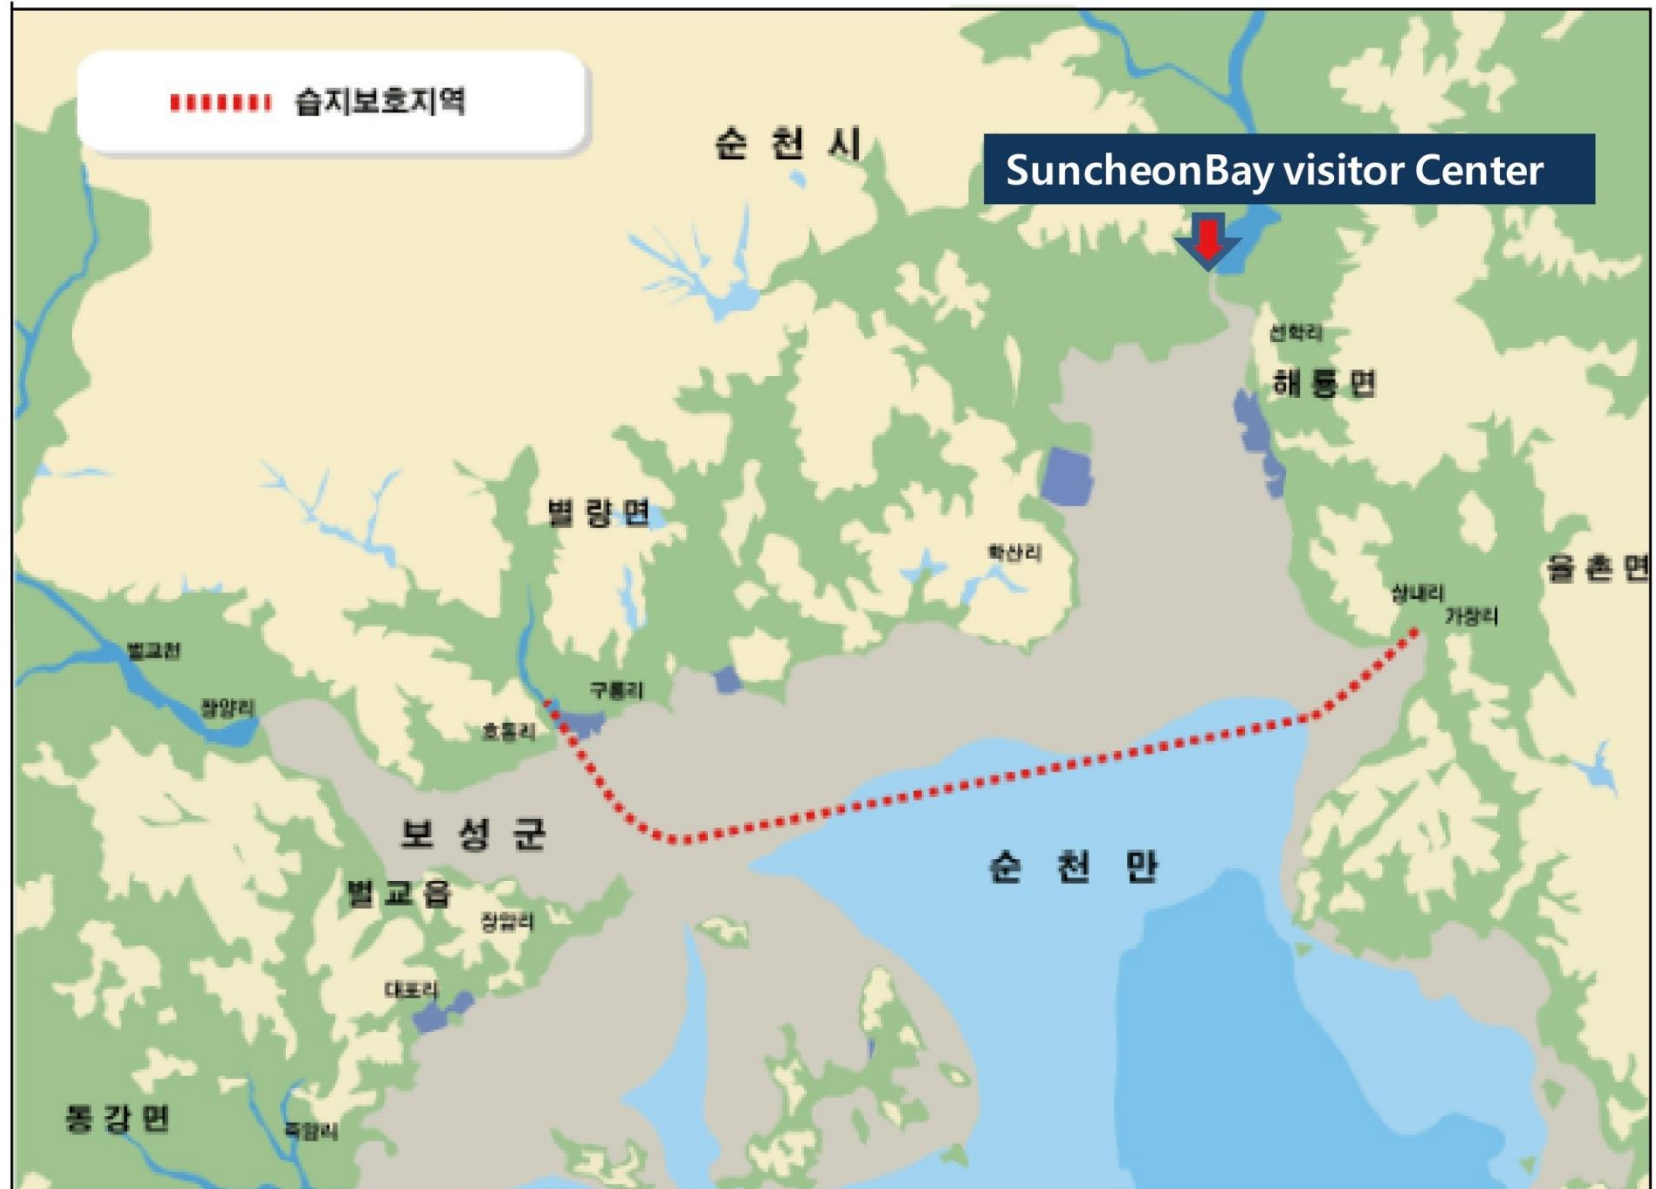 습지보호지역
순천시
SuncheonBay visitor Center
선학리
해룡면
별량면
학산리
율촌면
상내리
가장리
벌교천
장양리
구룡리
호동리
보성군
순천만
벌교읍
장암리
대포리
동강면
죽암리